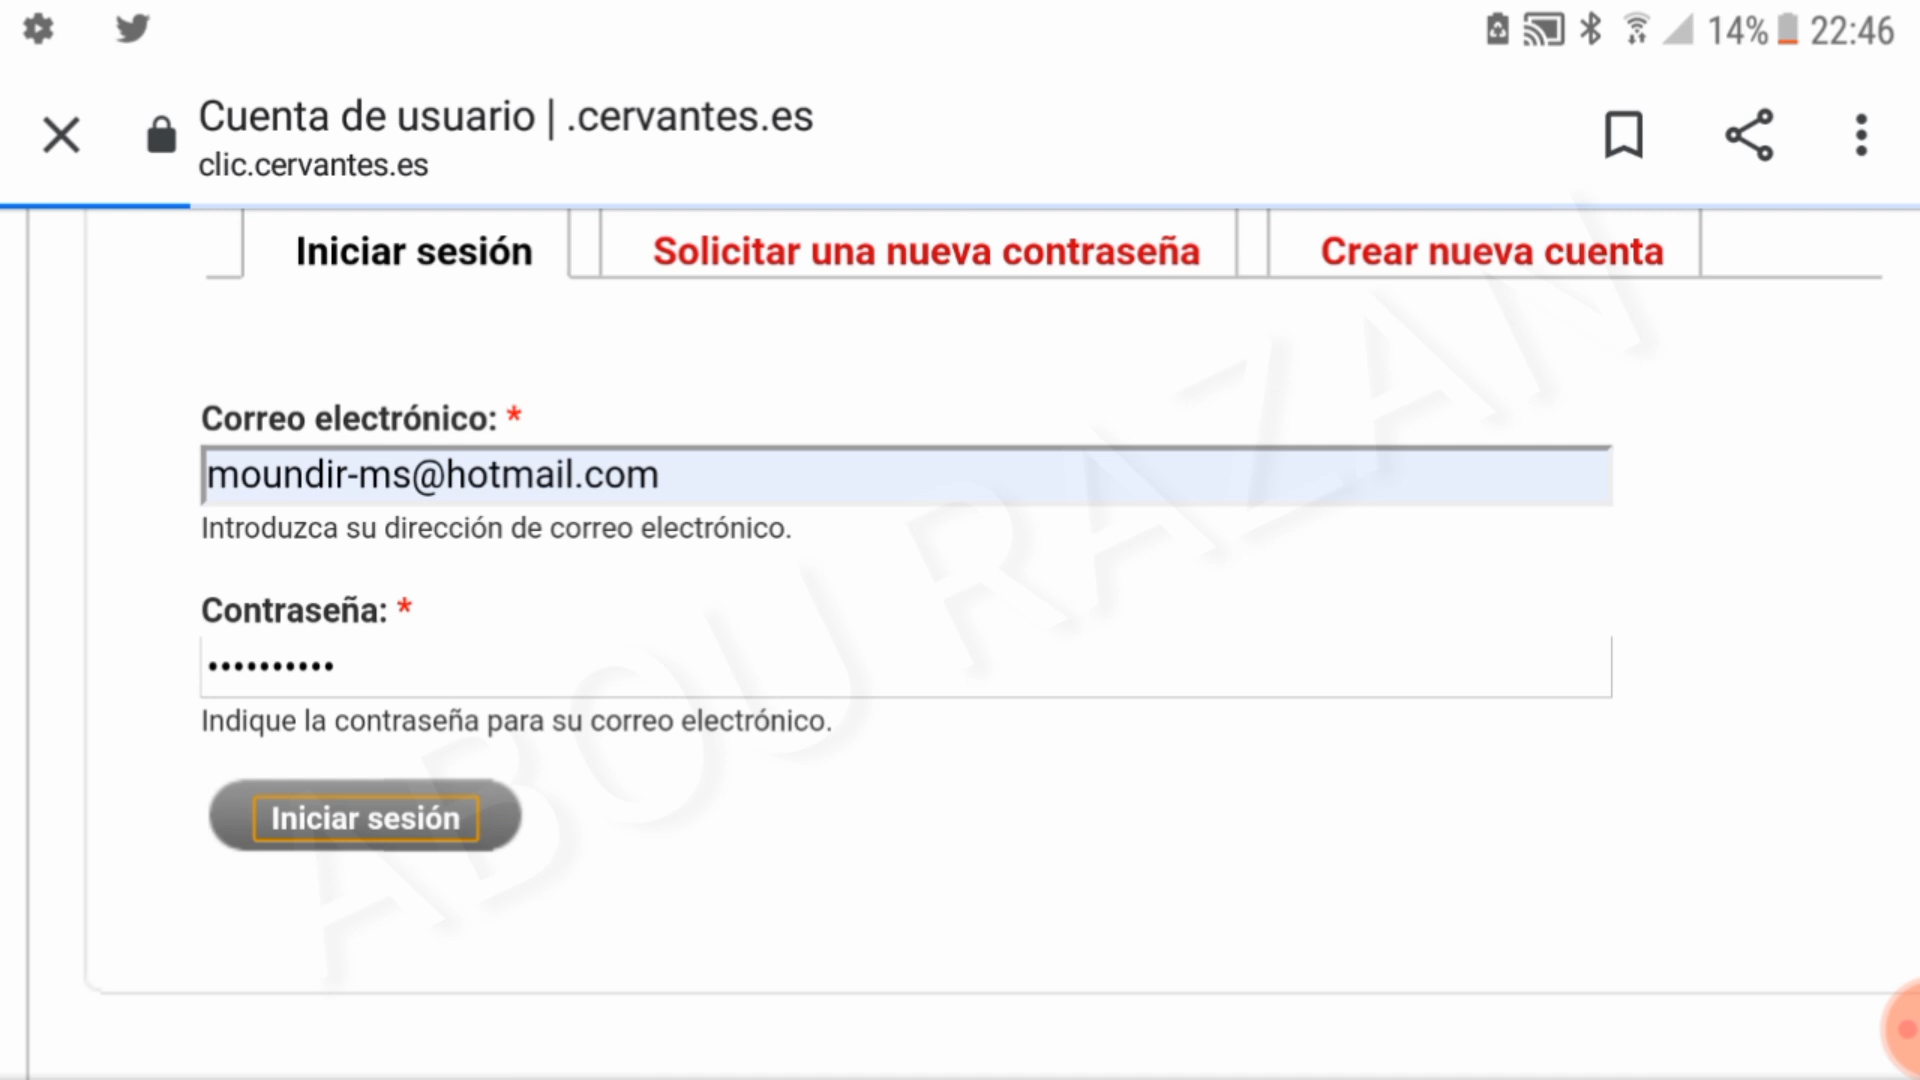 14% 22:46
Cuenta de usuario | .cervantes.es
clic.cervantes.es
Iniciar sesión Solicitar una nueva contraseña Crear nueva cuenta
Correo electrónico: *
moundir-ms@hotmail.com
Introduzca su dirección de correo electrónico.
Contraseña: *
••••••••••
Indique la contraseña para su correo electrónico.
Iniciar sesión
ABOU RAZAN